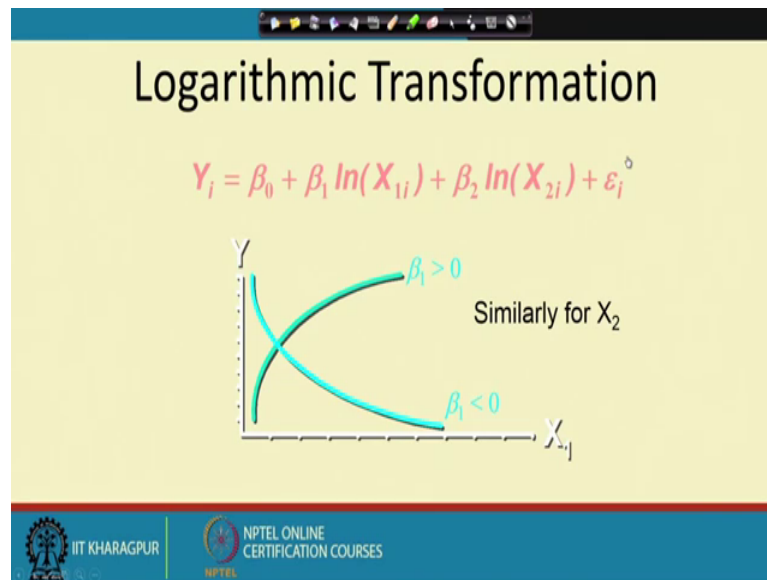 Logarithmic Transformation
Yᵢ = β₀ + β₁ ln(X₁ᵢ) + β₂ ln(X₂ᵢ) + εᵢ
Y
β₁ > 0
Similarly for X₂
β₁ < 0
X₁
IIT KHARAGPUR
NPTEL ONLINE
CERTIFICATION COURSES
NPTEL